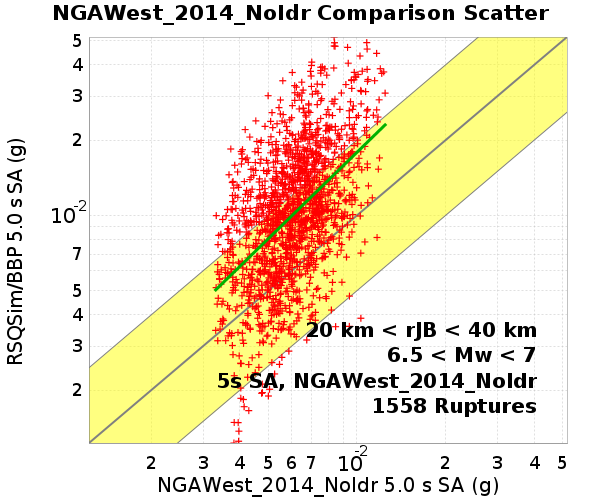 NGAWest_2014_NoIdr Comparison Scatter
RSQSim/BBP 5.0 s SA (g)
5
4
3
2
10-2
7
5
4
3
2
20 km < rJB < 40 km
6.5 < Mw < 7
5s SA, NGAWest_2014_NoIdr
1558 Ruptures
2 3 4 5 6 7 10-2 2 3 4 5
NGAWest_2014_NoIdr 5.0 s SA (g)